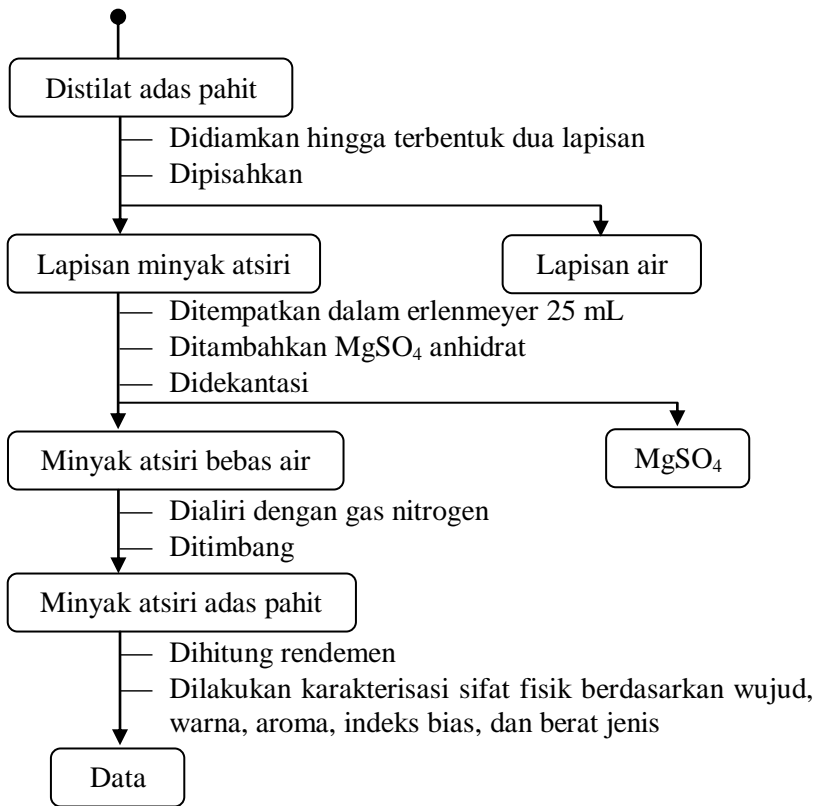 Distilat adas pahit
Didiamkan hingga terbentuk dua lapisan
Dipisahkan
Lapisan minyak atsiri
Lapisan air
Ditempatkan dalam erlenmeyer 25 mL
Ditambahkan MgSO₄ anhidrat
Didekantasi
Minyak atsiri bebas air
MgSO₄
Dialiri dengan gas nitrogen
Ditimbang
Minyak atsiri adas pahit
Dihitung rendemen
Dilakukan karakterisasi sifat fisik berdasarkan wujud,
warna, aroma, indeks bias, dan berat jenis
Data